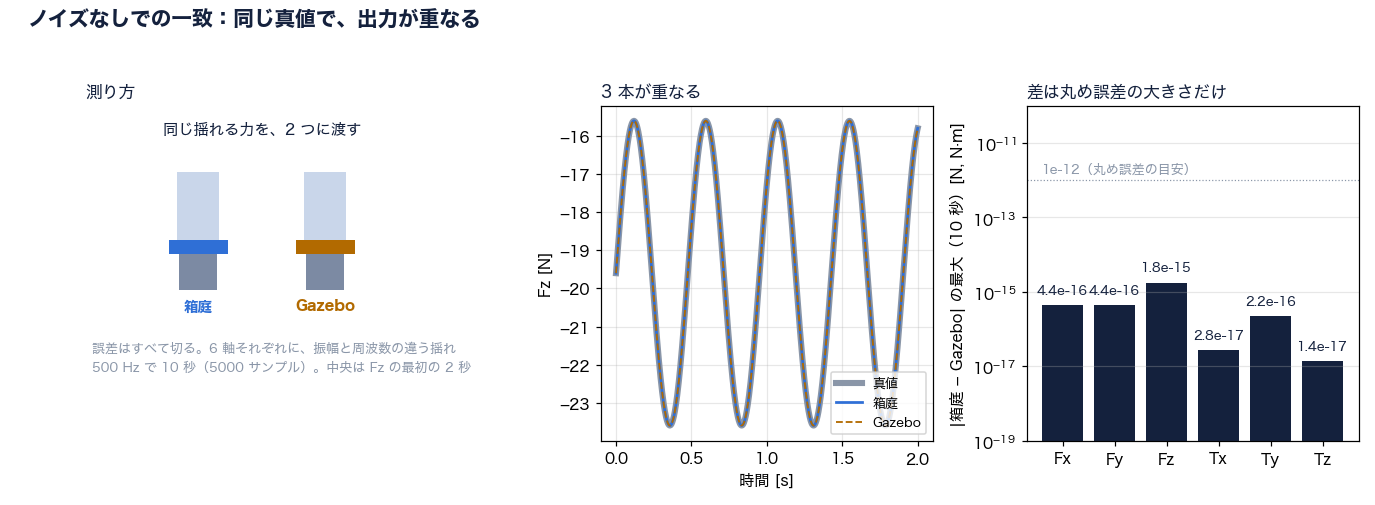 ノイズなしでの一致：同じ真値で、出力が重なる
測り方
同じ揺れる力を、2 つに渡す
箱庭
Gazebo
誤差はすべて切る。6 軸それぞれに、振幅と周波数の違う揺れ
500 Hz で 10 秒（5000 サンプル）。中央は Fz の最初の 2 秒
3 本が重なる
Fz [N]
−16
−17
−18
−19
−20
−21
−22
−23
真値
箱庭
Gazebo
0.0 0.5 1.0 1.5 2.0
時間 [s]
差は丸め誤差の大きさだけ
|箱庭 − Gazebo| の最大（10 秒）[N, N·m]
10⁻¹¹
1e-12（丸め誤差の目安）
10⁻¹³
10⁻¹⁵
10⁻¹⁷
10⁻¹⁹
4.4e-16 4.4e-16 1.8e-15 2.8e-17 2.2e-16 1.4e-17
Fx Fy Fz Tx Ty Tz